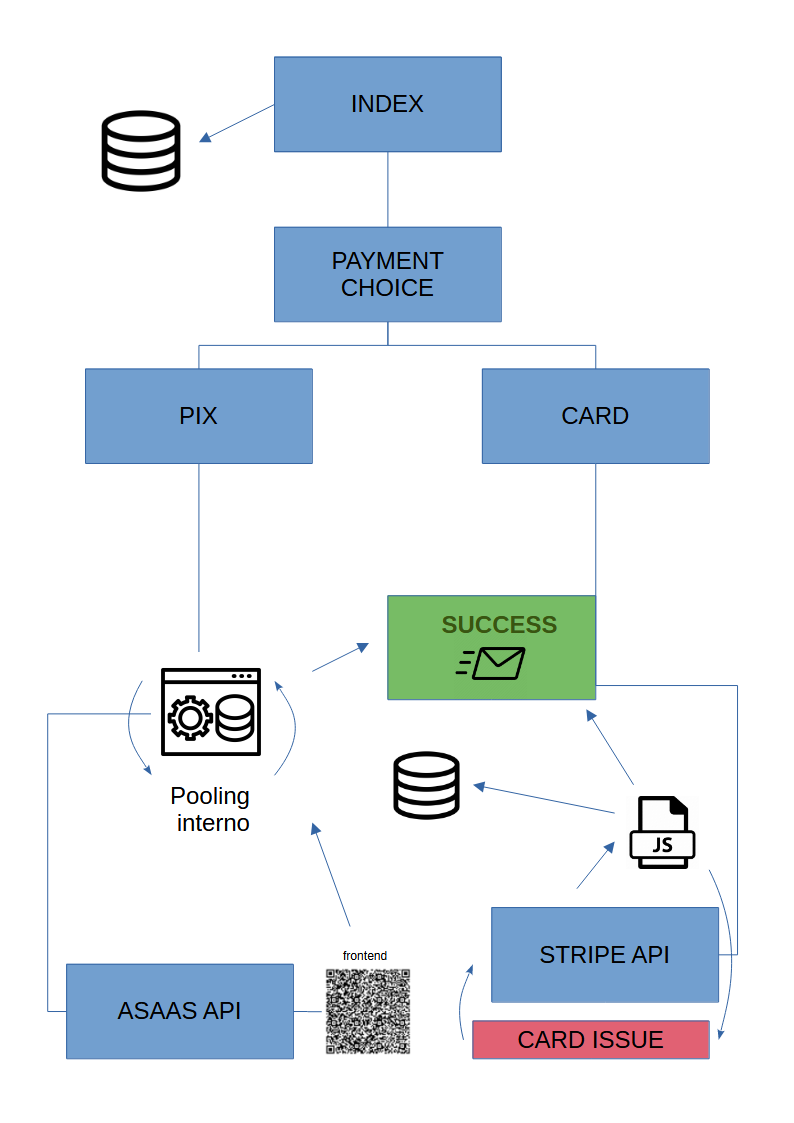 INDEX
PAYMENT
CHOICE
PIX
CARD
SUCCESS
Pooling
interno
JS
frontend
STRIPE API
ASAAS API
CARD ISSUE